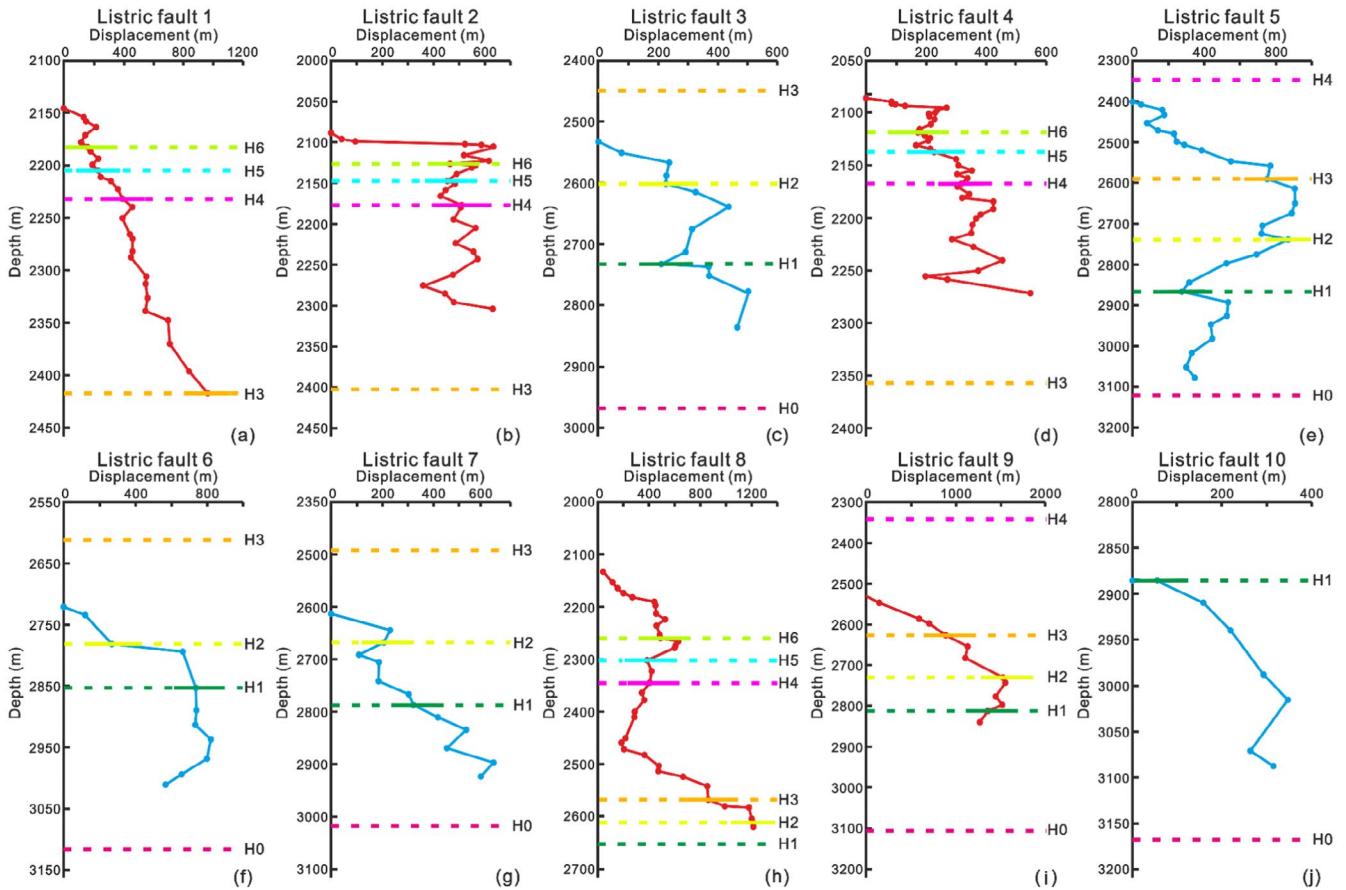 Listric fault 1
Displacement (m)
0 400 800 1200
2100
2150
2200
2250
2300
2350
2400
2450
Depth (m)
H6
H5
H4
H3
(a)
Listric fault 2
Displacement (m)
0 200 400 600
2000
2050
2100
2150
2200
2250
2300
2350
2400
2450
Depth (m)
H6
H5
H4
H3
(b)
Listric fault 3
Displacement (m)
0 200 400 600
2400
2500
2600
2700
2800
2900
3000
Depth (m)
H3
H2
H1
H0
(c)
Listric fault 4
Displacement (m)
0 200 400 600
2050
2100
2150
2200
2250
2300
2350
2400
Depth (m)
H6
H5
H4
H3
(d)
Listric fault 5
Displacement (m)
0 400 800
2300
2400
2500
2600
2700
2800
2900
3000
3100
3200
Depth (m)
H4
H3
H2
H1
H0
(e)
Listric fault 6
Displacement (m)
0 400 800
2550
2650
2750
2850
2950
3050
3150
Depth (m)
H3
H2
H1
H0
(f)
Listric fault 7
Displacement (m)
0 200 400 600
2350
2500
2600
2700
2800
2900
3000
3100
Depth (m)
H3
H2
H1
H0
(g)
Listric fault 8
Displacement (m)
0 400 800 1200
2000
2100
2200
2300
2400
2500
2600
2700
Depth (m)
H6
H5
H4
H3
H2
H1
(h)
Listric fault 9
Displacement (m)
0 1000 2000
2300
2400
2500
2600
2700
2800
2900
3000
3100
3200
Depth (m)
H4
H3
H2
H1
H0
(i)
Listric fault 10
Displacement (m)
0 200 400
2800
2850
2900
2950
3000
3050
3100
3150
3200
Depth (m)
H1
H0
(j)